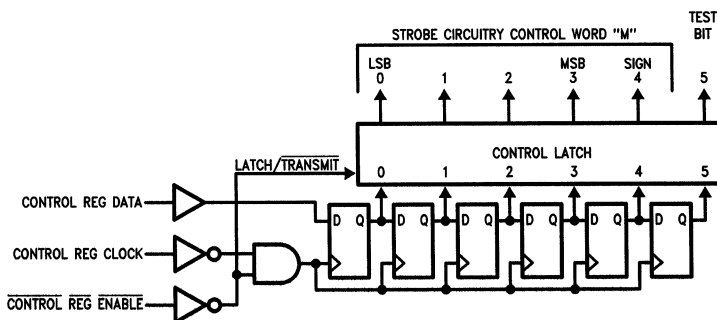 STROBE CIRCUITRY CONTROL WORD "M"
TEST
BIT
LSB
MSB
SIGN
0 1 2 3 4 5
CONTROL LATCH
LATCH/TRANSMIT
0 1 2 3 4 5
CONTROL REG DATA
D Q D Q D Q D Q D Q D Q
CONTROL REG CLOCK
CONTROL REG ENABLE